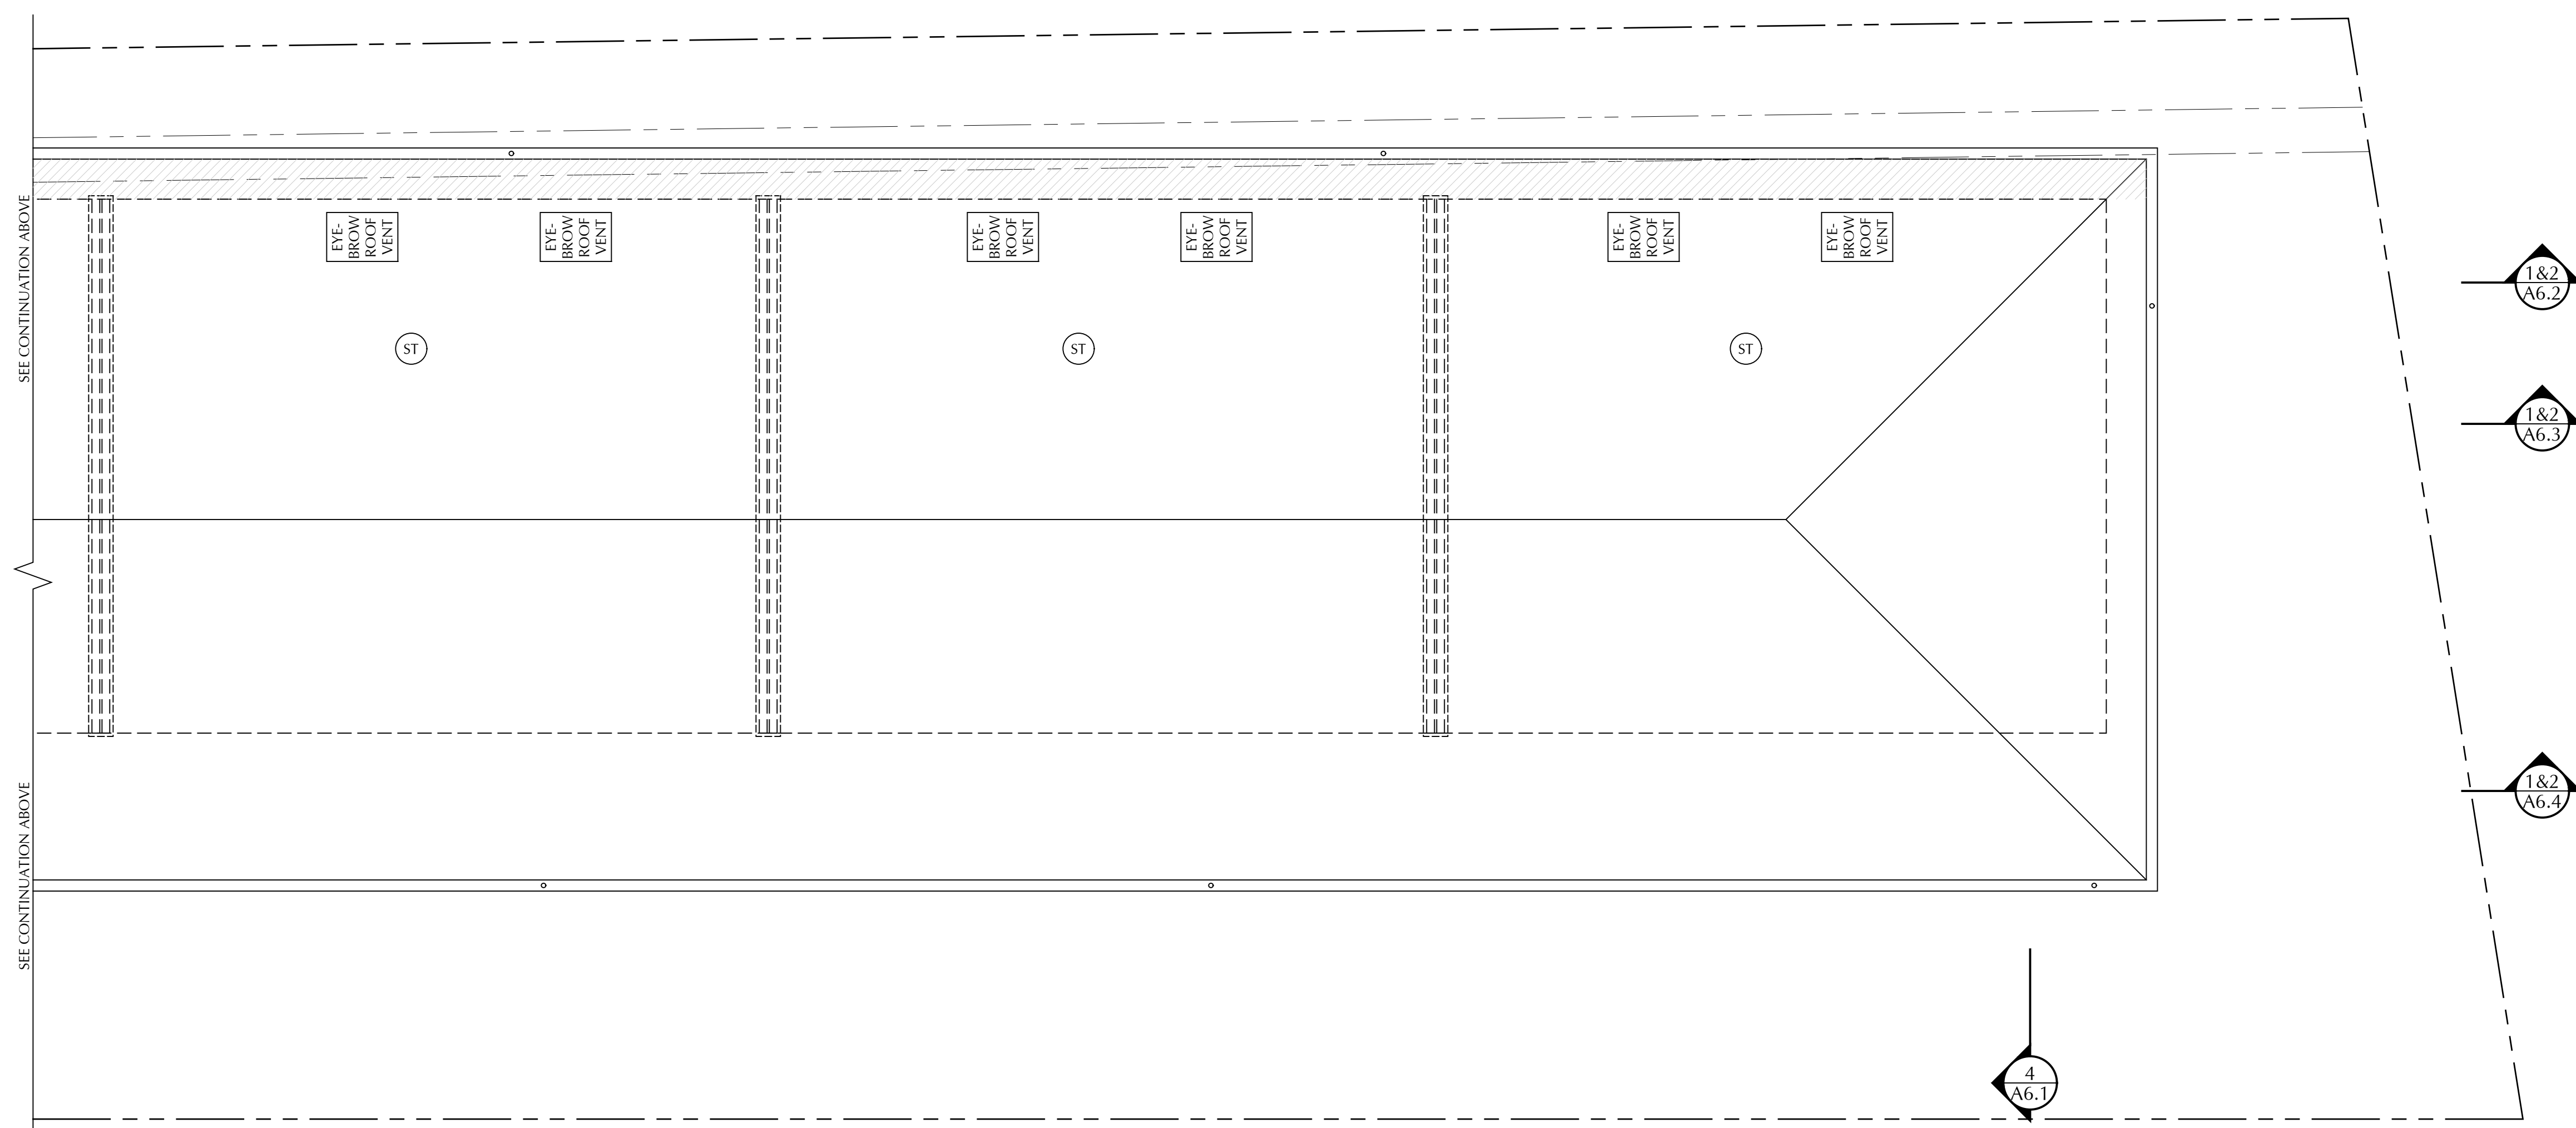 SEE CONTINUATION ABOVE
EYE-
BROW
ROOF
VENT
EYE-
BROW
ROOF
VENT
EYE-
BROW
ROOF
VENT
EYE-
BROW
ROOF
VENT
EYE-
BROW
ROOF
VENT
EYE-
BROW
ROOF
VENT
1&2
A6.2
ST
ST
ST
1&2
A6.3
SEE CONTINUATION ABOVE
1&2
A6.4
4
A6.1